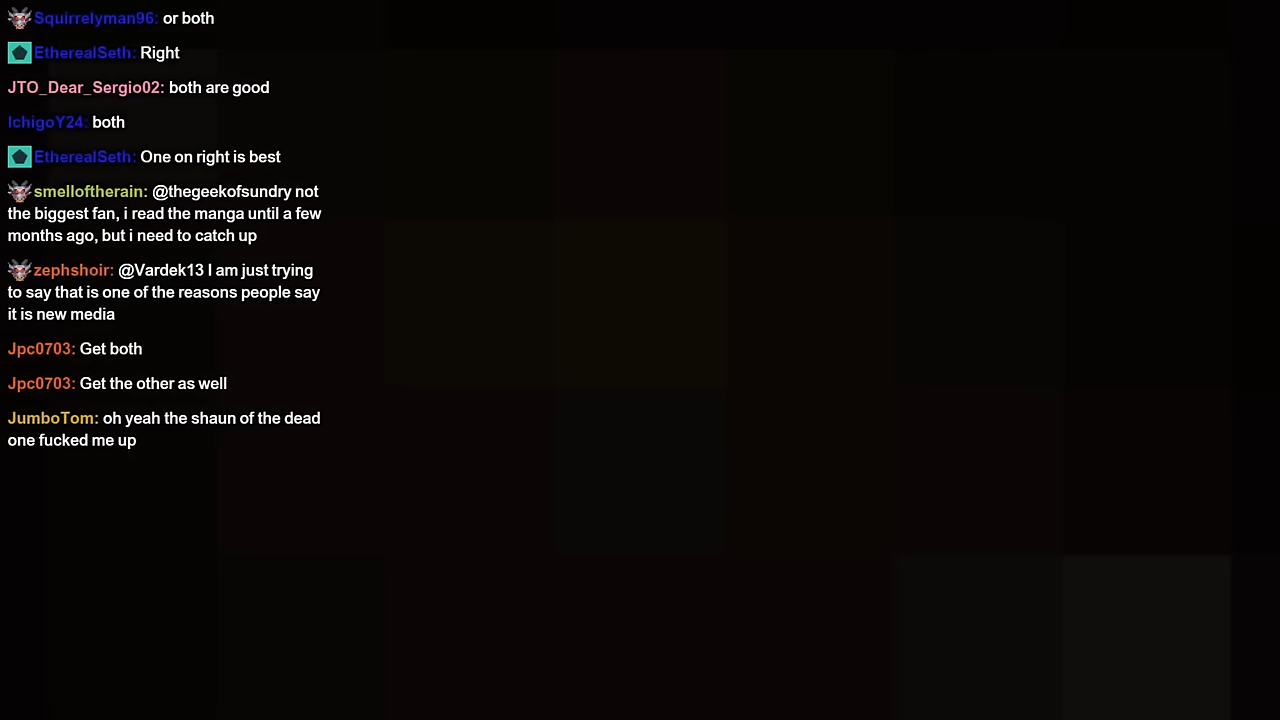 Squirrelyman96: or both
EtherealSeth: Right
JTO_Dear_Sergio02: both are good
IchigoY24: both
EtherealSeth: One on right is best
smelloftherain: @thegeekofsundry not
the biggest fan, i read the manga until a few
months ago, but i need to catch up
zephshoir: @Vardek13 I am just trying
to say that is one of the reasons people say
it is new media
Jpc0703: Get both
Jpc0703: Get the other as well
JumboTom: oh yeah the shaun of the dead
one fucked me up